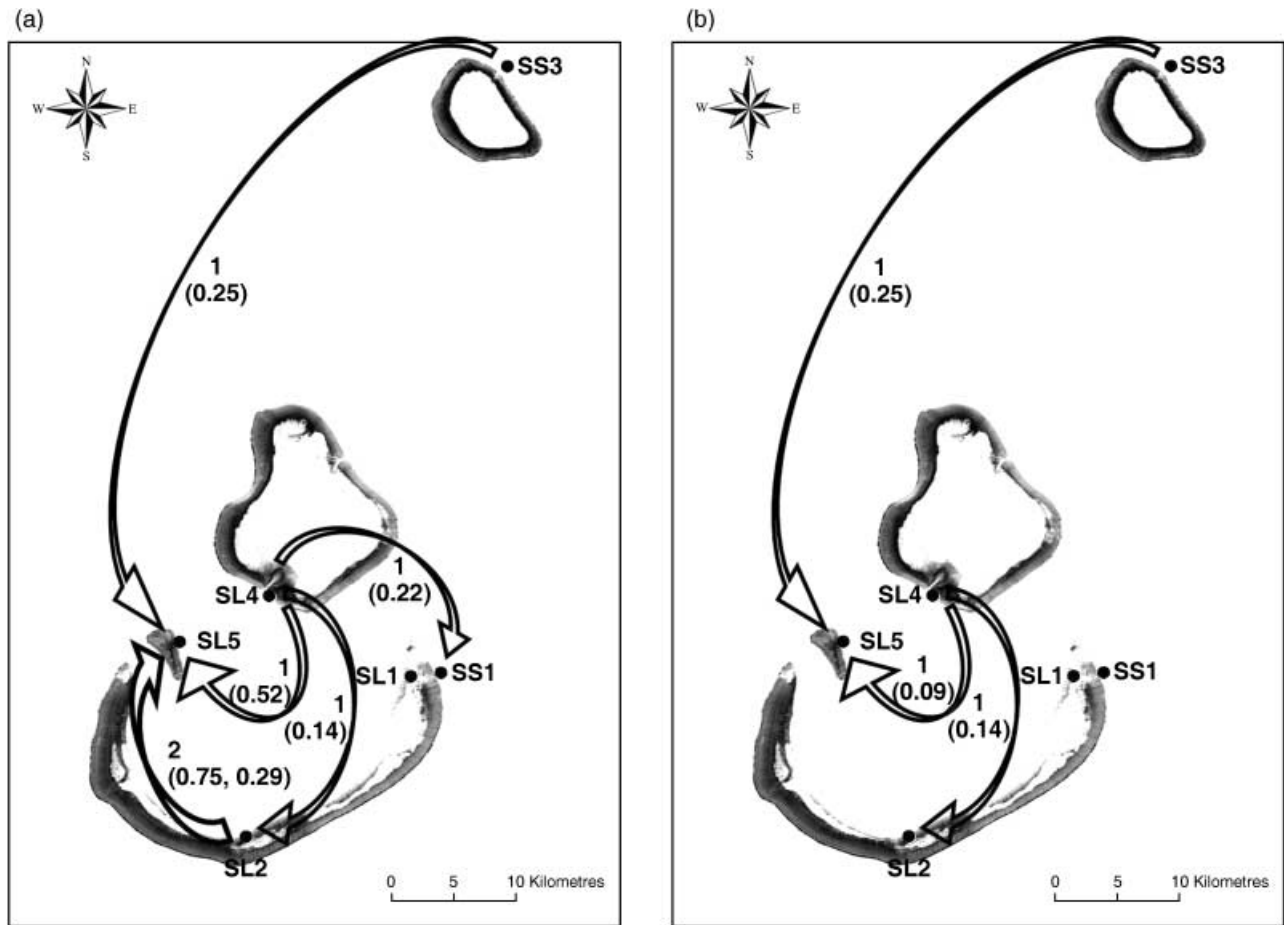 (a)
N
W E
S
SS3
1
(0.25)
SL4
1
(0.22)
SL5
1
(0.52)
SL1
SS1
1
(0.14)
2
(0.75, 0.29)
SL2
0 5 10 Kilometres
(b)
N
W E
S
SS3
1
(0.25)
SL4
SL5
1
(0.09)
SL1
SS1
1
(0.14)
SL2
0 5 10 Kilometres